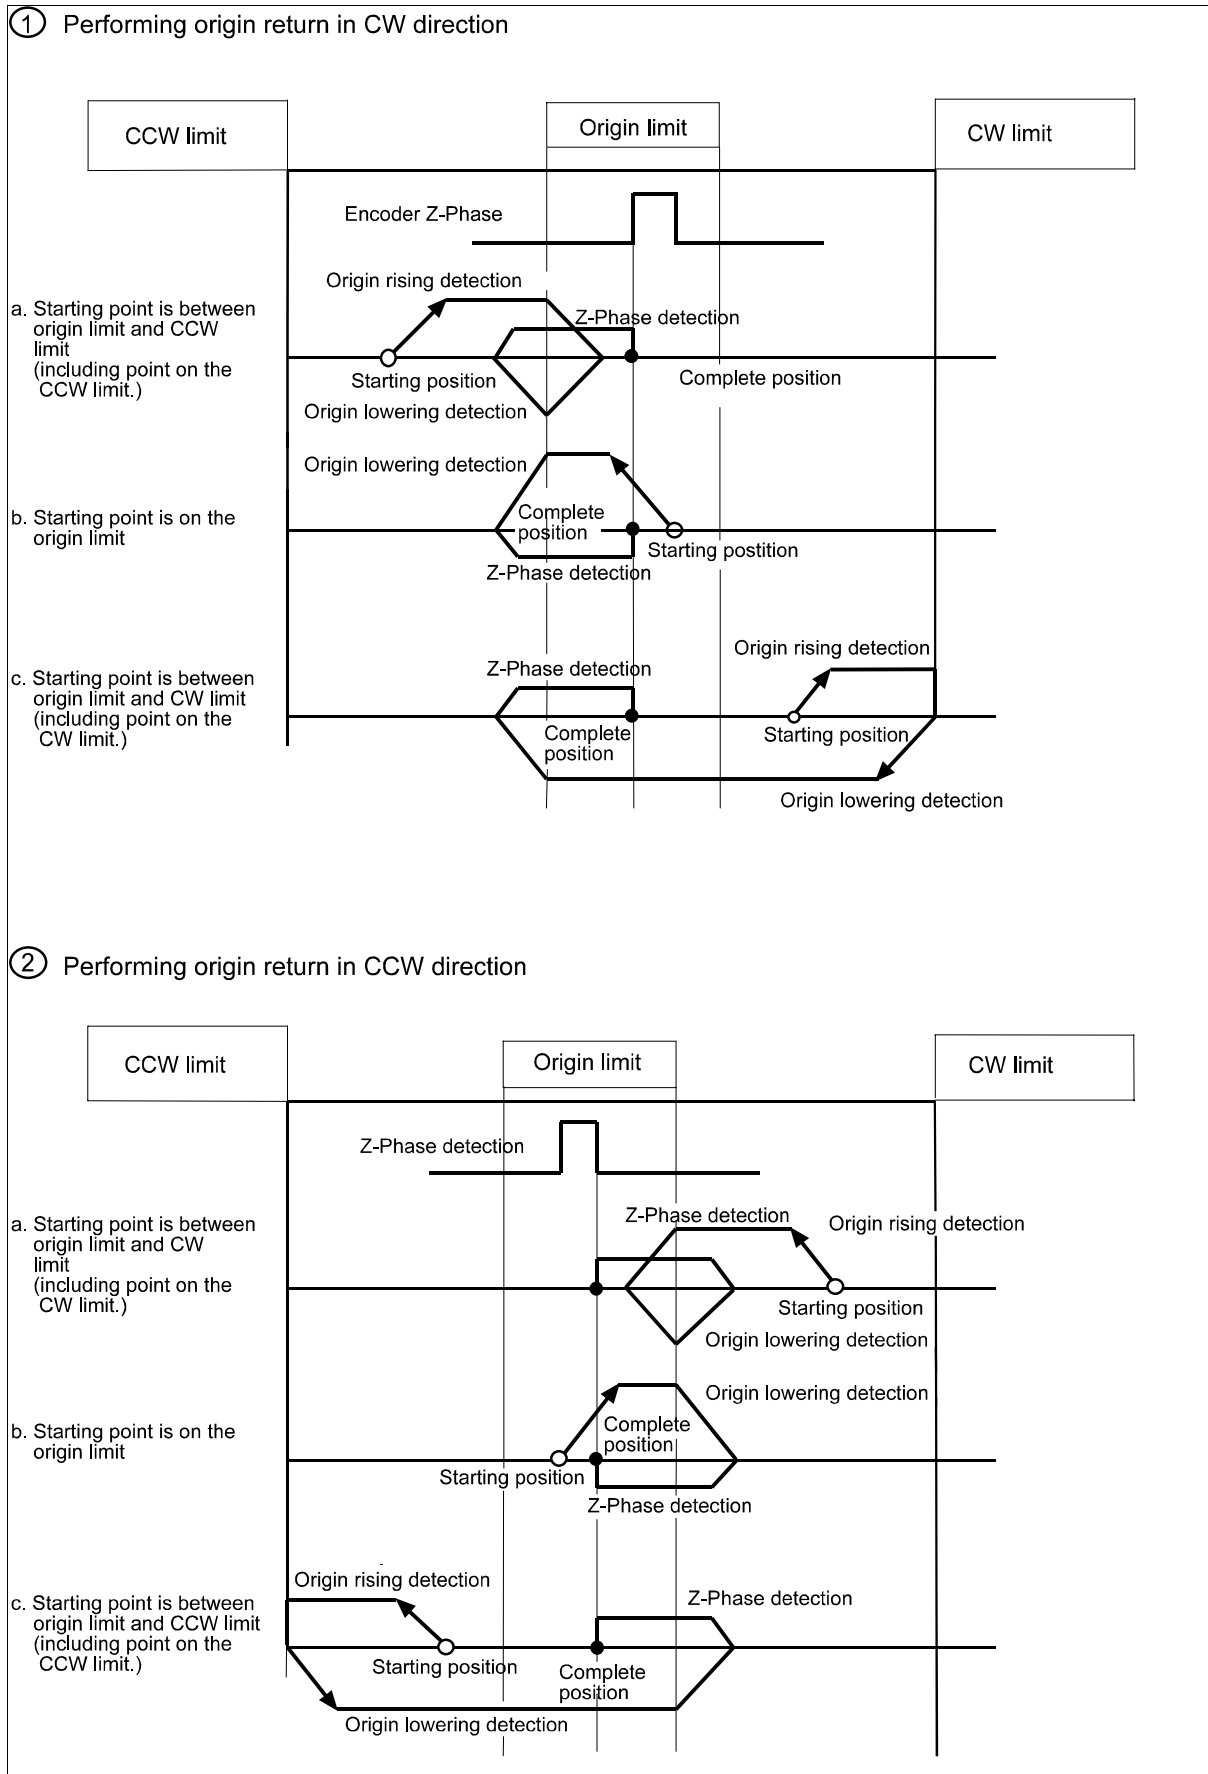 ① Performing origin return in CW direction
CCW limit
Origin limit
CW limit
Encoder Z-Phase
Origin rising detection
a. Starting point is between
origin limit and CCW
limit
(including point on the
CCW limit.)
Z-Phase detection
Starting position
Complete position
Origin lowering detection
Origin lowering detection
b. Starting point is on the
origin limit
Complete
position
Starting postition
Z-Phase detection
Origin rising detection
c. Starting point is between
origin limit and CW limit
(including point on the
CW limit.)
Z-Phase detection
Complete
position
Starting position
Origin lowering detection
② Performing origin return in CCW direction
CCW limit
Origin limit
CW limit
Z-Phase detection
a. Starting point is between
origin limit and CW
limit
(including point on the
CW limit.)
Z-Phase detection
Origin rising detection
Starting position
Origin lowering detection
Origin lowering detection
b. Starting point is on the
origin limit
Complete
position
Starting position
Z-Phase detection
Origin rising detection
c. Starting point is between
origin limit and CCW limit
(including point on the
CCW limit.)
Z-Phase detection
Starting position
Complete
position
Origin lowering detection